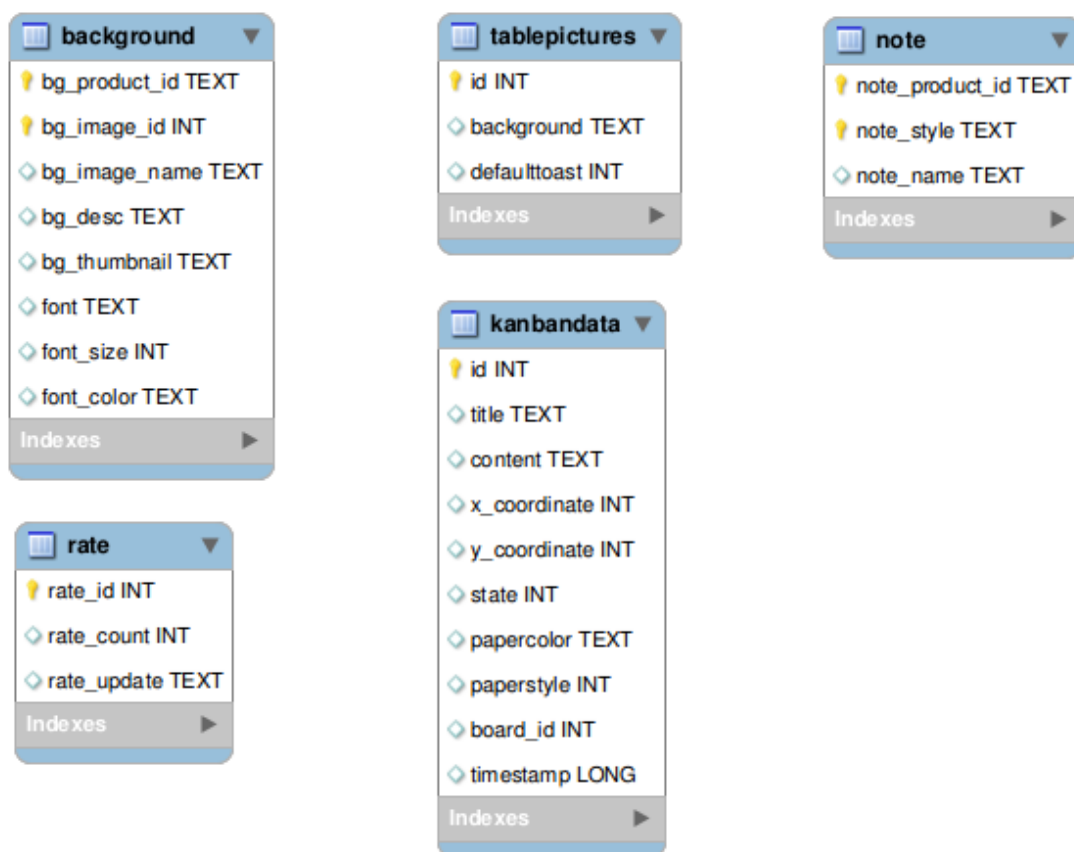 background
bg_product_id TEXT
bg_image_id INT
bg_image_name TEXT
bg_desc TEXT
bg_thumbnail TEXT
font TEXT
font_size INT
font_color TEXT
Indexes
rate
rate_id INT
rate_count INT
rate_update TEXT
Indexes
tablepictures
id INT
background TEXT
defaulttoast INT
Indexes
kanbandata
id INT
title TEXT
content TEXT
x_coordinate INT
y_coordinate INT
state INT
papercolor TEXT
paperstyle INT
board_id INT
timestamp LONG
Indexes
note
note_product_id TEXT
note_style TEXT
note_name TEXT
Indexes